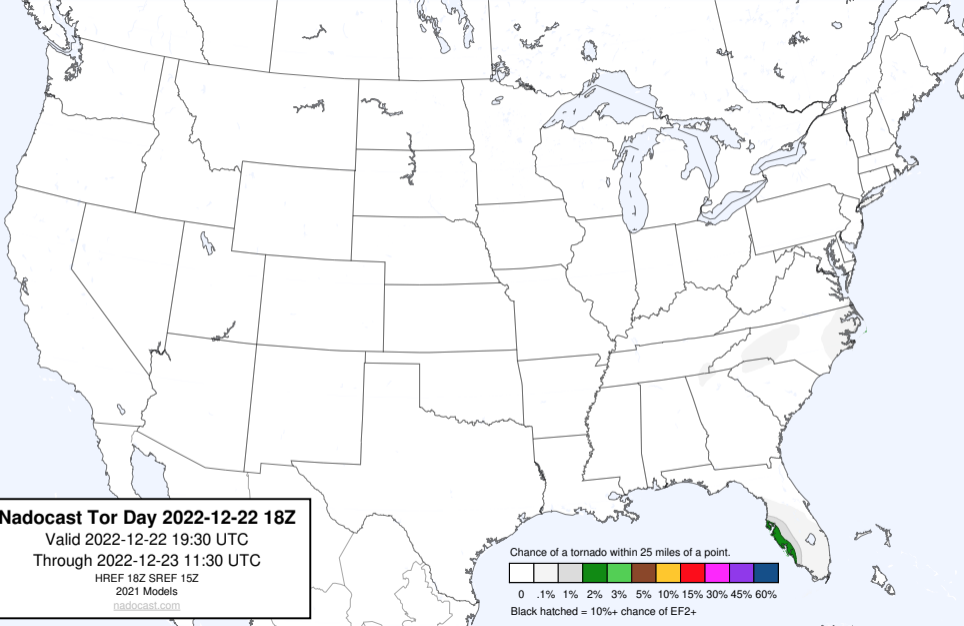 Nadocast Tor Day 2022-12-22 18Z
Valid 2022-12-22 19:30 UTC
Through 2022-12-23 11:30 UTC
HREF 18Z SREF 15Z
2021 Models
nadocast.com
Chance of a tornado within 25 miles of a point.
0 .1% 1% 2% 3% 5% 10% 15% 30% 45% 60%
Black hatched = 10%+ chance of EF2+